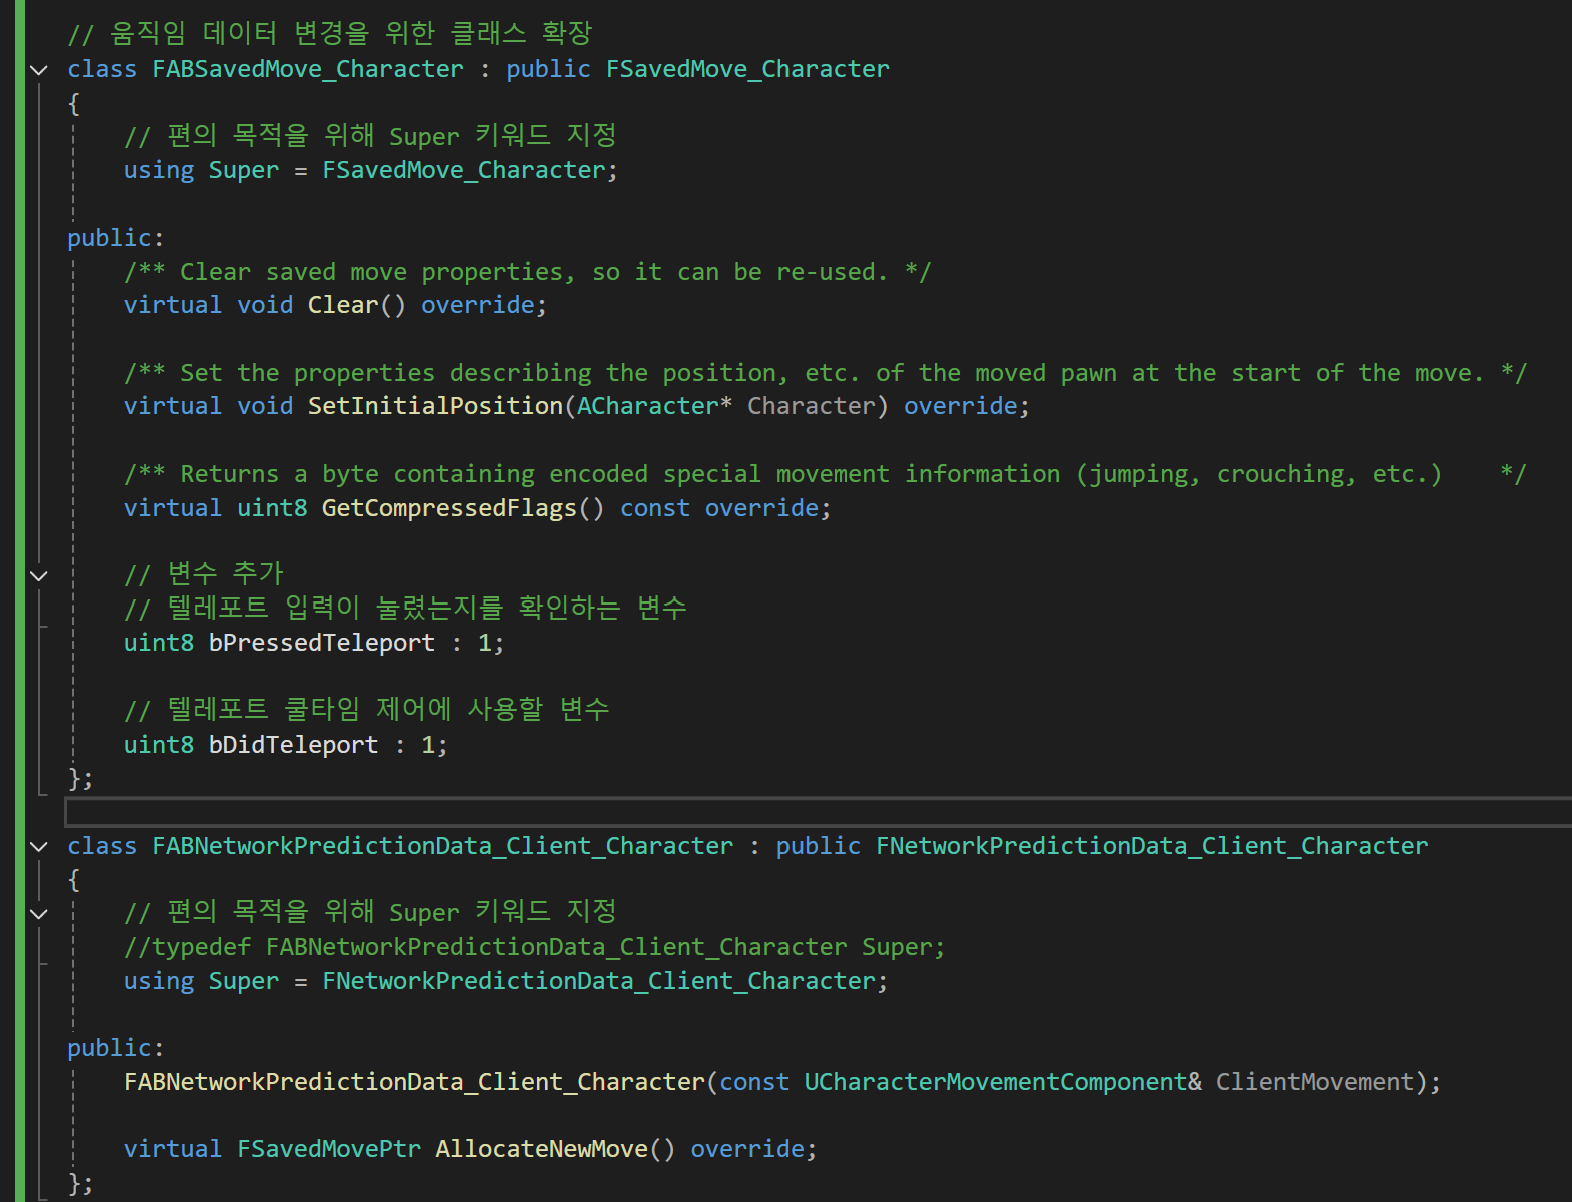 // 움직임 데이터 변경을 위한 클래스 확장
class FABSavedMove_Character : public FSavedMove_Character
{
// 편의 목적을 위해 Super 키워드 지정
using Super = FSavedMove_Character;
public:
/** Clear saved move properties, so it can be re-used. */
virtual void Clear() override;
/** Set the properties describing the position, etc. of the moved pawn at the start of the move. */
virtual void SetInitialPosition(ACharacter* Character) override;
/** Returns a byte containing encoded special movement information (jumping, crouching, etc.)    */
virtual uint8 GetCompressedFlags() const override;
// 변수 추가
// 텔레포트 입력이 눌렸는지를 확인하는 변수
uint8 bPressedTeleport : 1;
// 텔레포트 쿨타임 제어에 사용할 변수
uint8 bDidTeleport : 1;
};
class FABNetworkPredictionData_Client_Character : public FNetworkPredictionData_Client_Character
{
// 편의 목적을 위해 Super 키워드 지정
//typedef FABNetworkPredictionData_Client_Character Super;
using Super = FNetworkPredictionData_Client_Character;
public:
FABNetworkPredictionData_Client_Character(const UCharacterMovementComponent& ClientMovement);
virtual FSavedMovePtr AllocateNewMove() override;
};